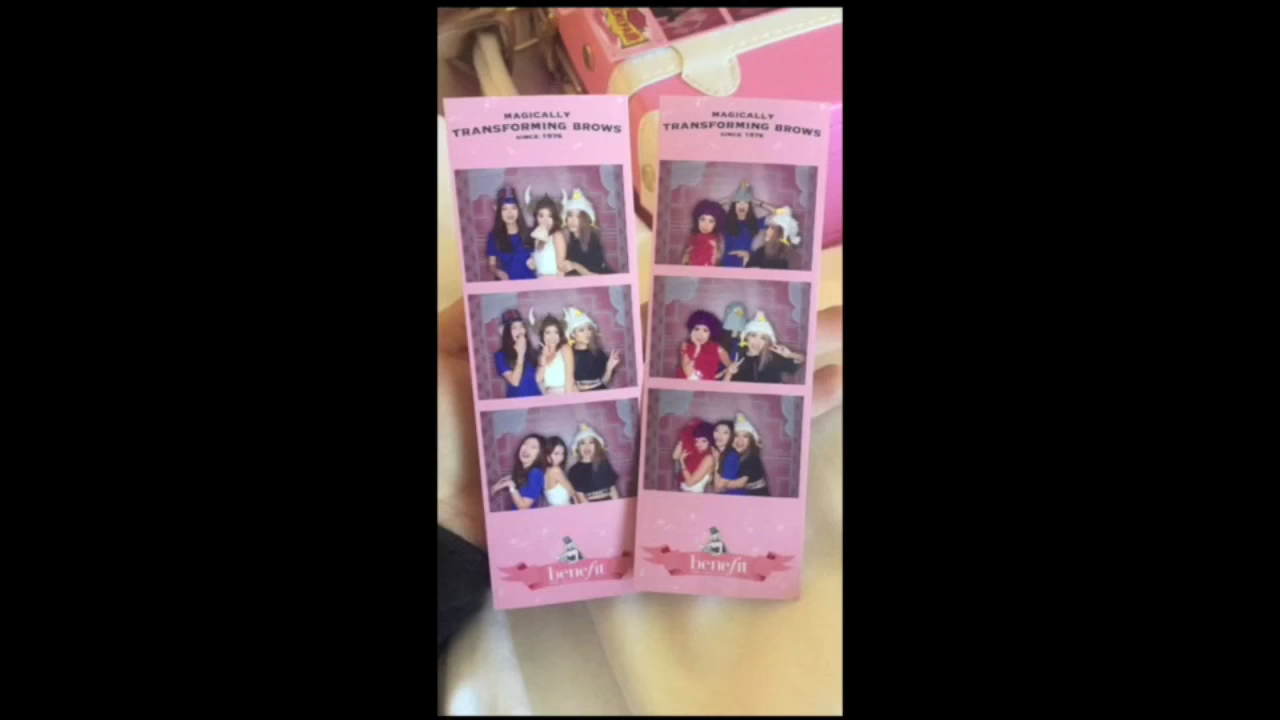 MAGICALLY
TRANSFORMING BROWS
SINCE 1976
benefit
MAGICALLY
TRANSFORMING BROWS
SINCE 1976
benefit